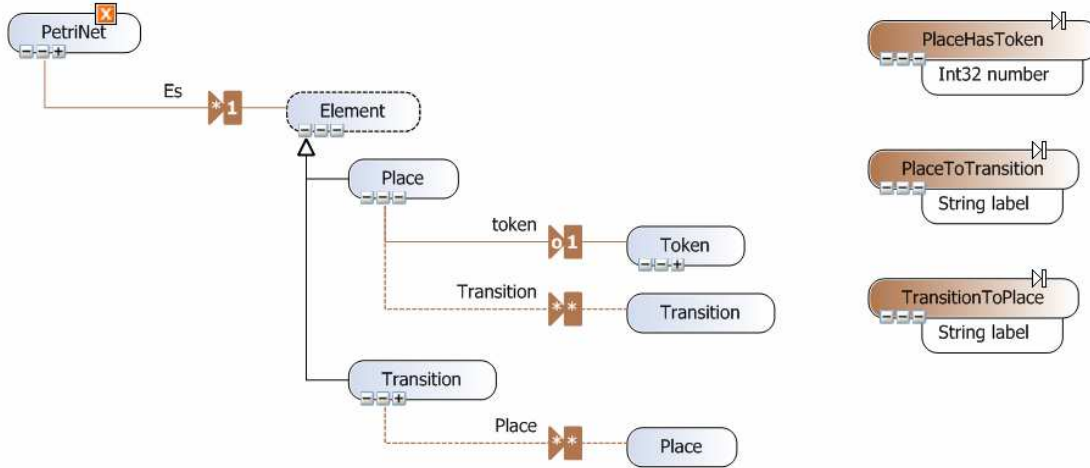 PetriNet
X
Es
* 1
Element
Place
token
o 1
Token
Transition
* *
Transition
Transition
Place
* *
Place
PlaceHasToken
Int32 number
PlaceToTransition
String label
TransitionToPlace
String label